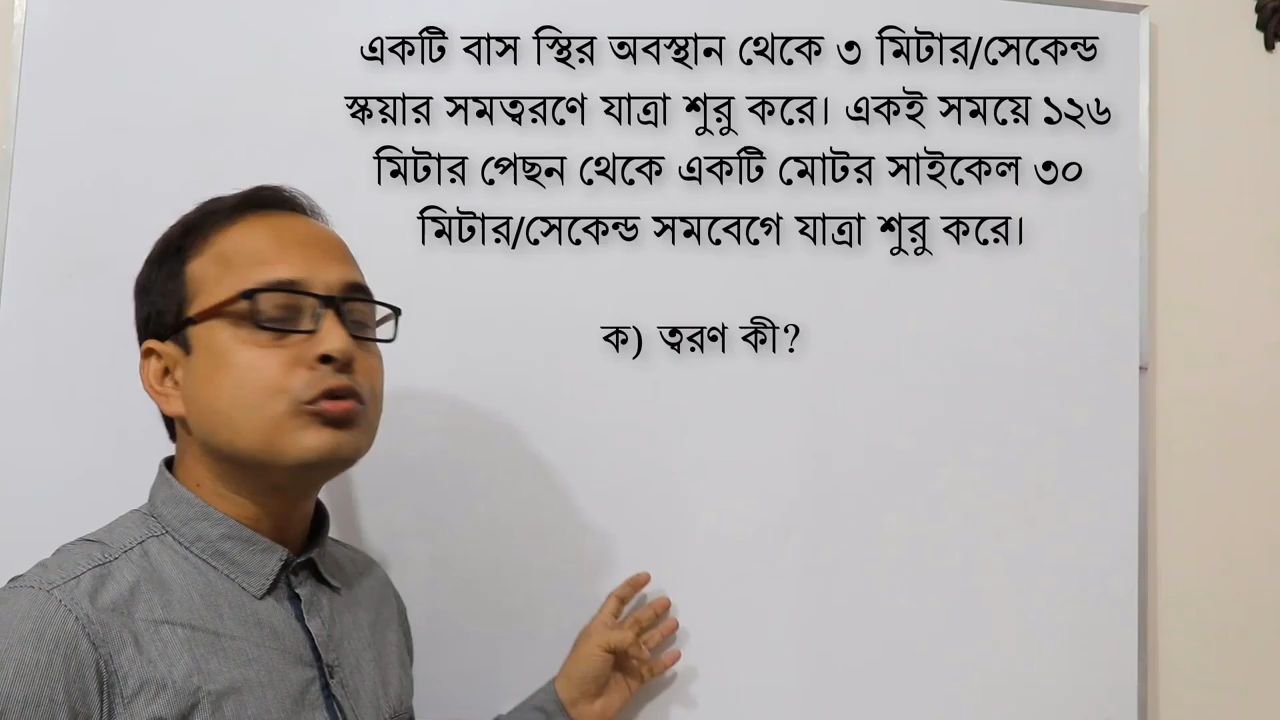 একটি বাস স্থির অবস্থান থেকে ৩ মিটার/সেকেন্ড
স্কয়ার সমত্বরণে যাত্রা শুরু করে। একই সময়ে ১২৬
মিটার পেছন থেকে একটি মোটর সাইকেল ৩০
মিটার/সেকেন্ড সমবেগে যাত্রা শুরু করে।
ক) ত্বরণ কী?